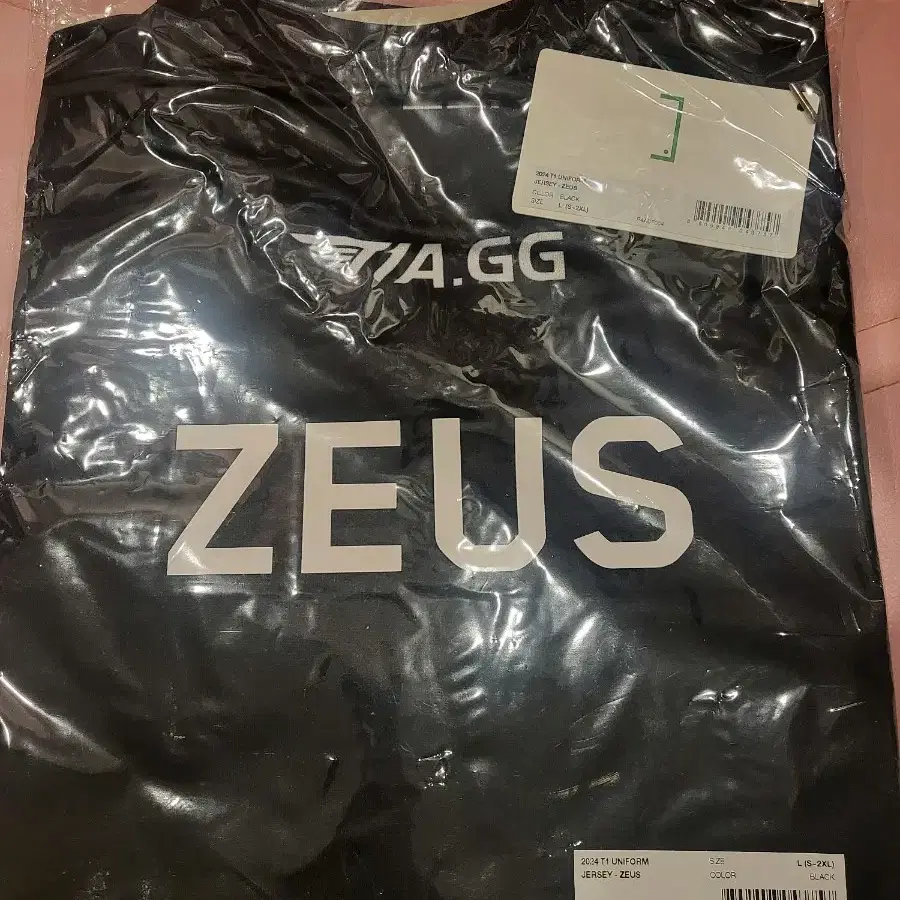 2024 T1 UNIFORM
JERSEY - ZEUS
COLOR BLACK
SIZE L (S-2XL)
T1A.GG
ZEUS
2024 T1 UNIFORM SIZE L (S-2XL)
JERSEY - ZEUS COLOR BLACK